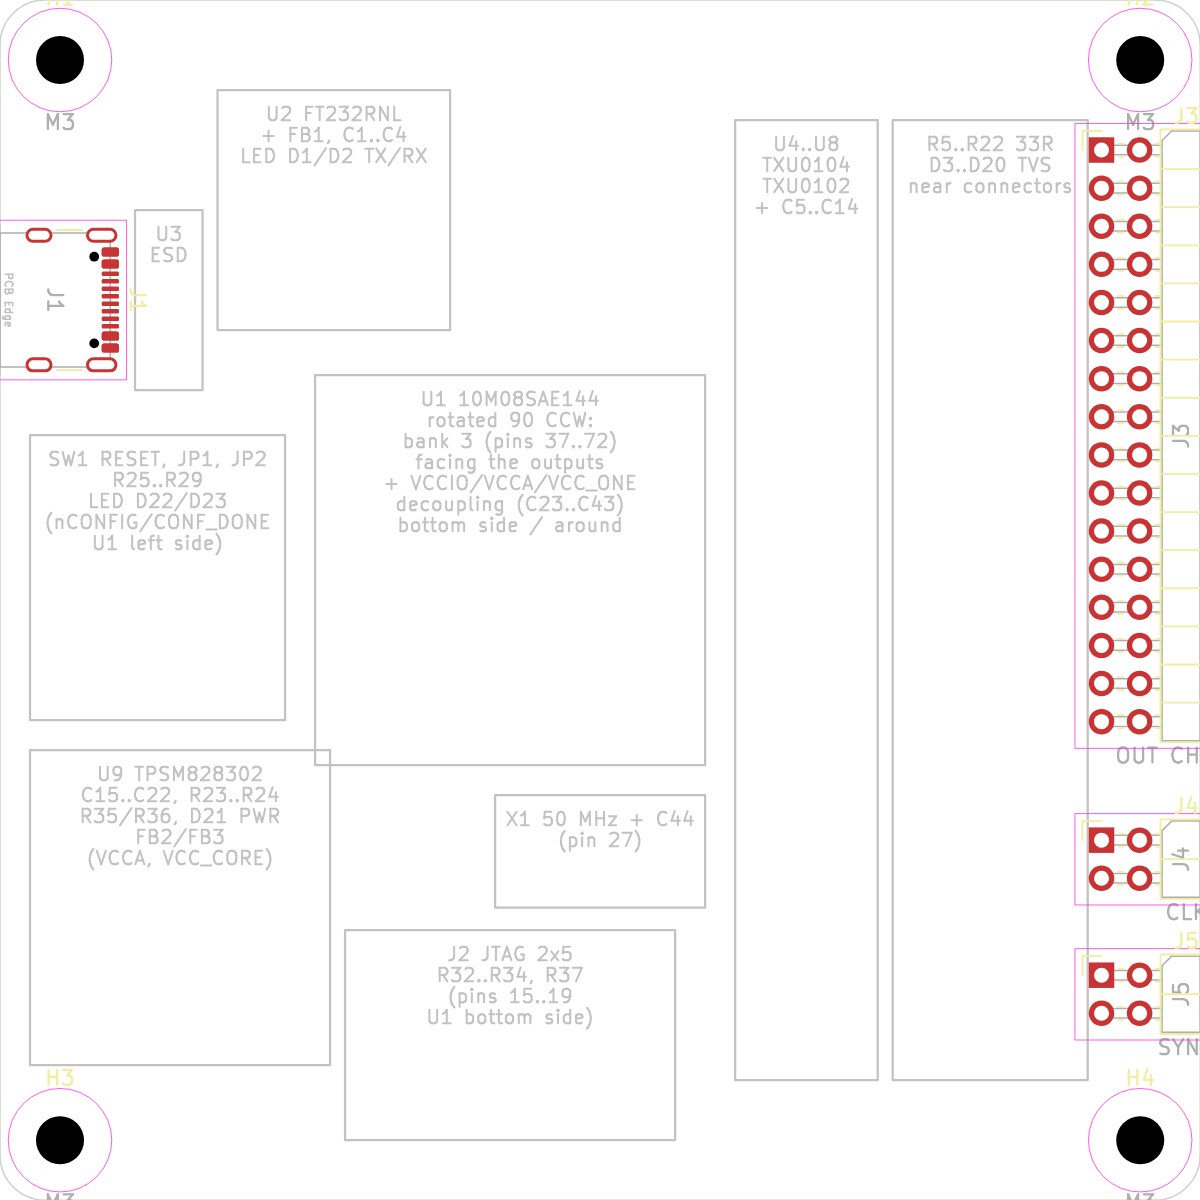 H1
H2
M3
M3
J3
U2 FT232RNL
+ FB1, C1..C4
LED D1/D2 TX/RX
U4..U8
TXU0104
TXU0102
+ C5..C14
R5..R22 33R
D3..D20 TVS
near connectors
U3
ESD
PCB Edge
J1
J1
U1 10M08SAE144
rotated 90 CCW:
bank 3 (pins 37..72)
facing the outputs
+ VCCIO/VCCA/VCC_ONE
decoupling (C23..C43)
bottom side / around
J3
SW1 RESET, JP1, JP2
R25..R29
LED D22/D23
(nCONFIG/CONF_DONE
U1 left side)
OUT CH
U9 TPSM828302
C15..C22, R23..R24
R35/R36, D21 PWR
FB2/FB3
(VCCA, VCC_CORE)
X1 50 MHz + C44
(pin 27)
J4
J4
CLK
J2 JTAG 2x5
R32..R34, R37
(pins 15..19
U1 bottom side)
J5
J5
SYN
H3
H4
M3
M3